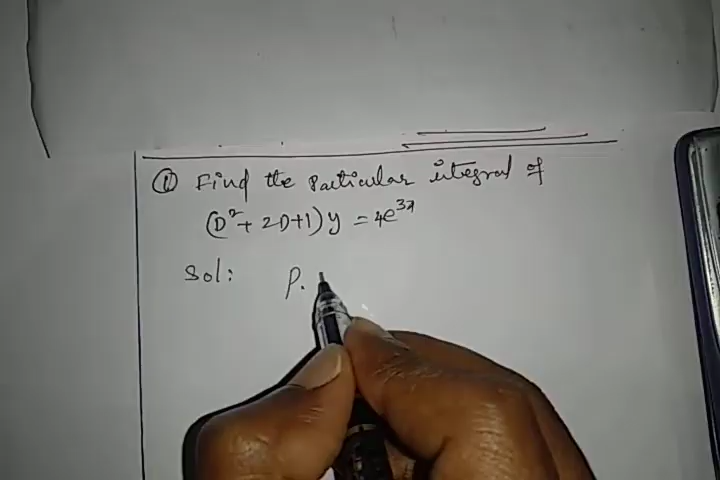 ① Find the Particular integral of
(D²+ 2D+1)y = 4e³ˣ
Sol: P.